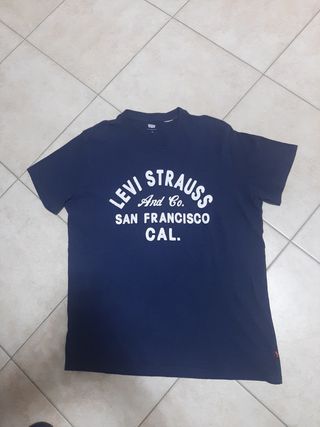 LEVI STRAUSS
And Co.
SAN FRANCISCO
CAL.